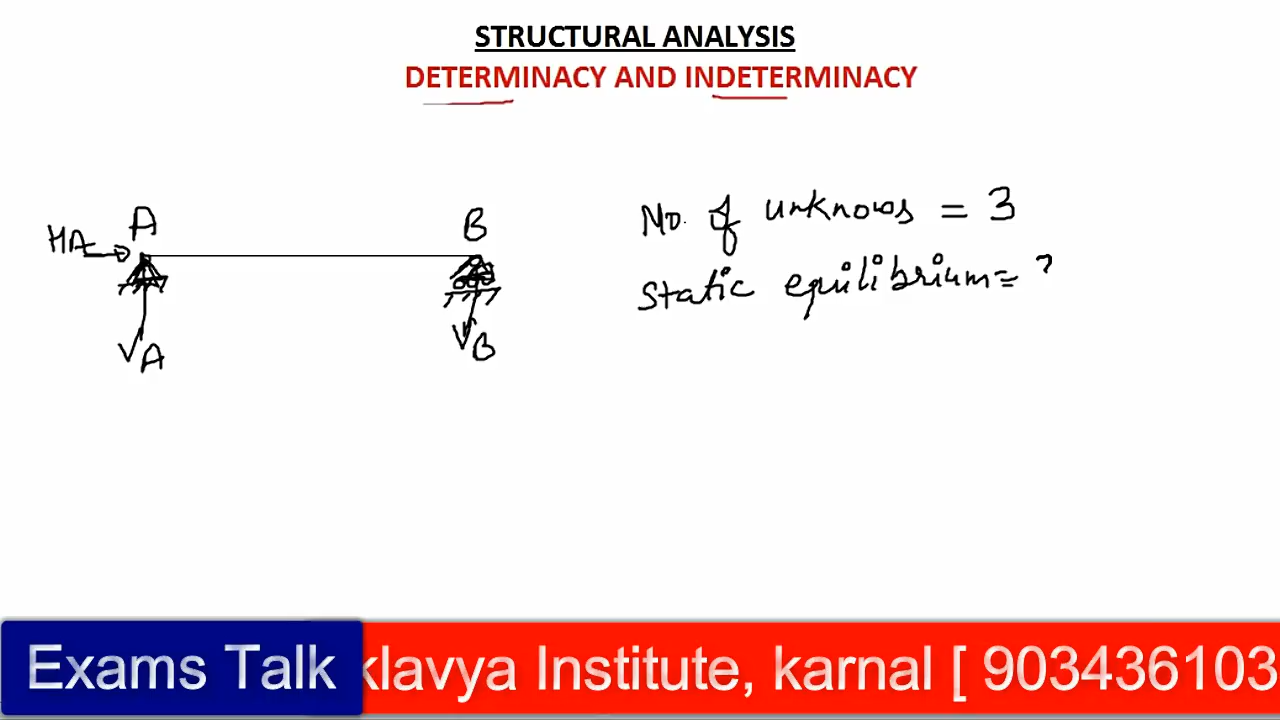 STRUCTURAL ANALYSIS
DETERMINACY AND INDETERMINACY
A
B
HA
No. of unknows = 3
static equilibrium =
VA
VB
Exams Talk
klavya Institute, karnal [ 903436103